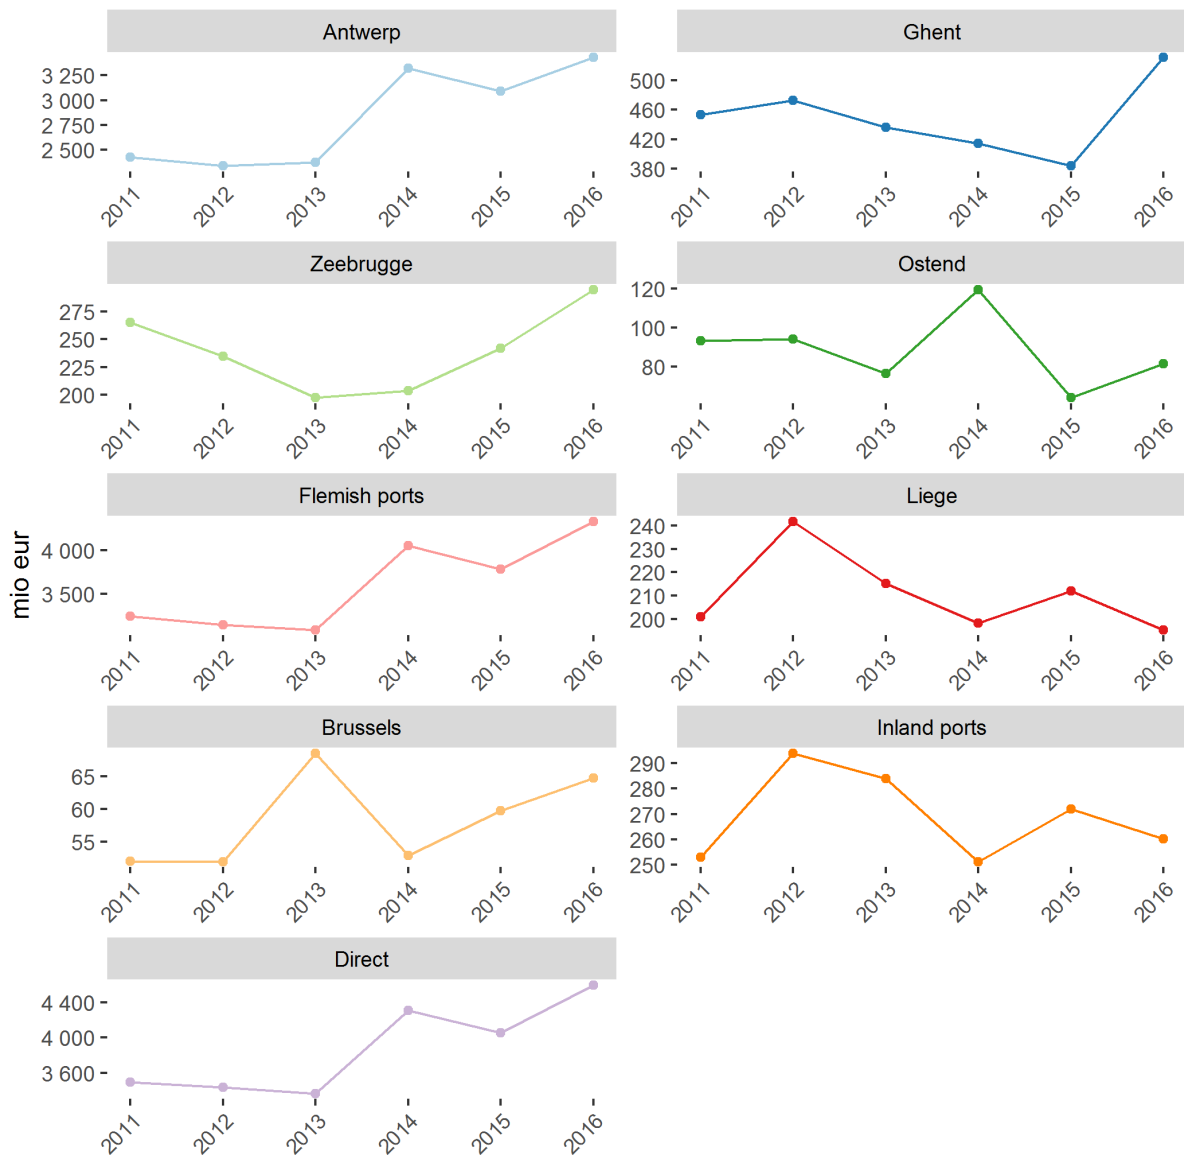 mio eur
Antwerp
3 250
3 000
2 750
2 500
2011 2012 2013 2014 2015 2016
Ghent
500
460
420
380
2011 2012 2013 2014 2015 2016
Zeebrugge
275
250
225
200
2011 2012 2013 2014 2015 2016
Ostend
120
100
80
2011 2012 2013 2014 2015 2016
Flemish ports
4 000
3 500
2011 2012 2013 2014 2015 2016
Liege
240
230
220
210
200
2011 2012 2013 2014 2015 2016
Brussels
65
60
55
2011 2012 2013 2014 2015 2016
Inland ports
290
280
270
260
250
2011 2012 2013 2014 2015 2016
Direct
4 400
4 000
3 600
2011 2012 2013 2014 2015 2016